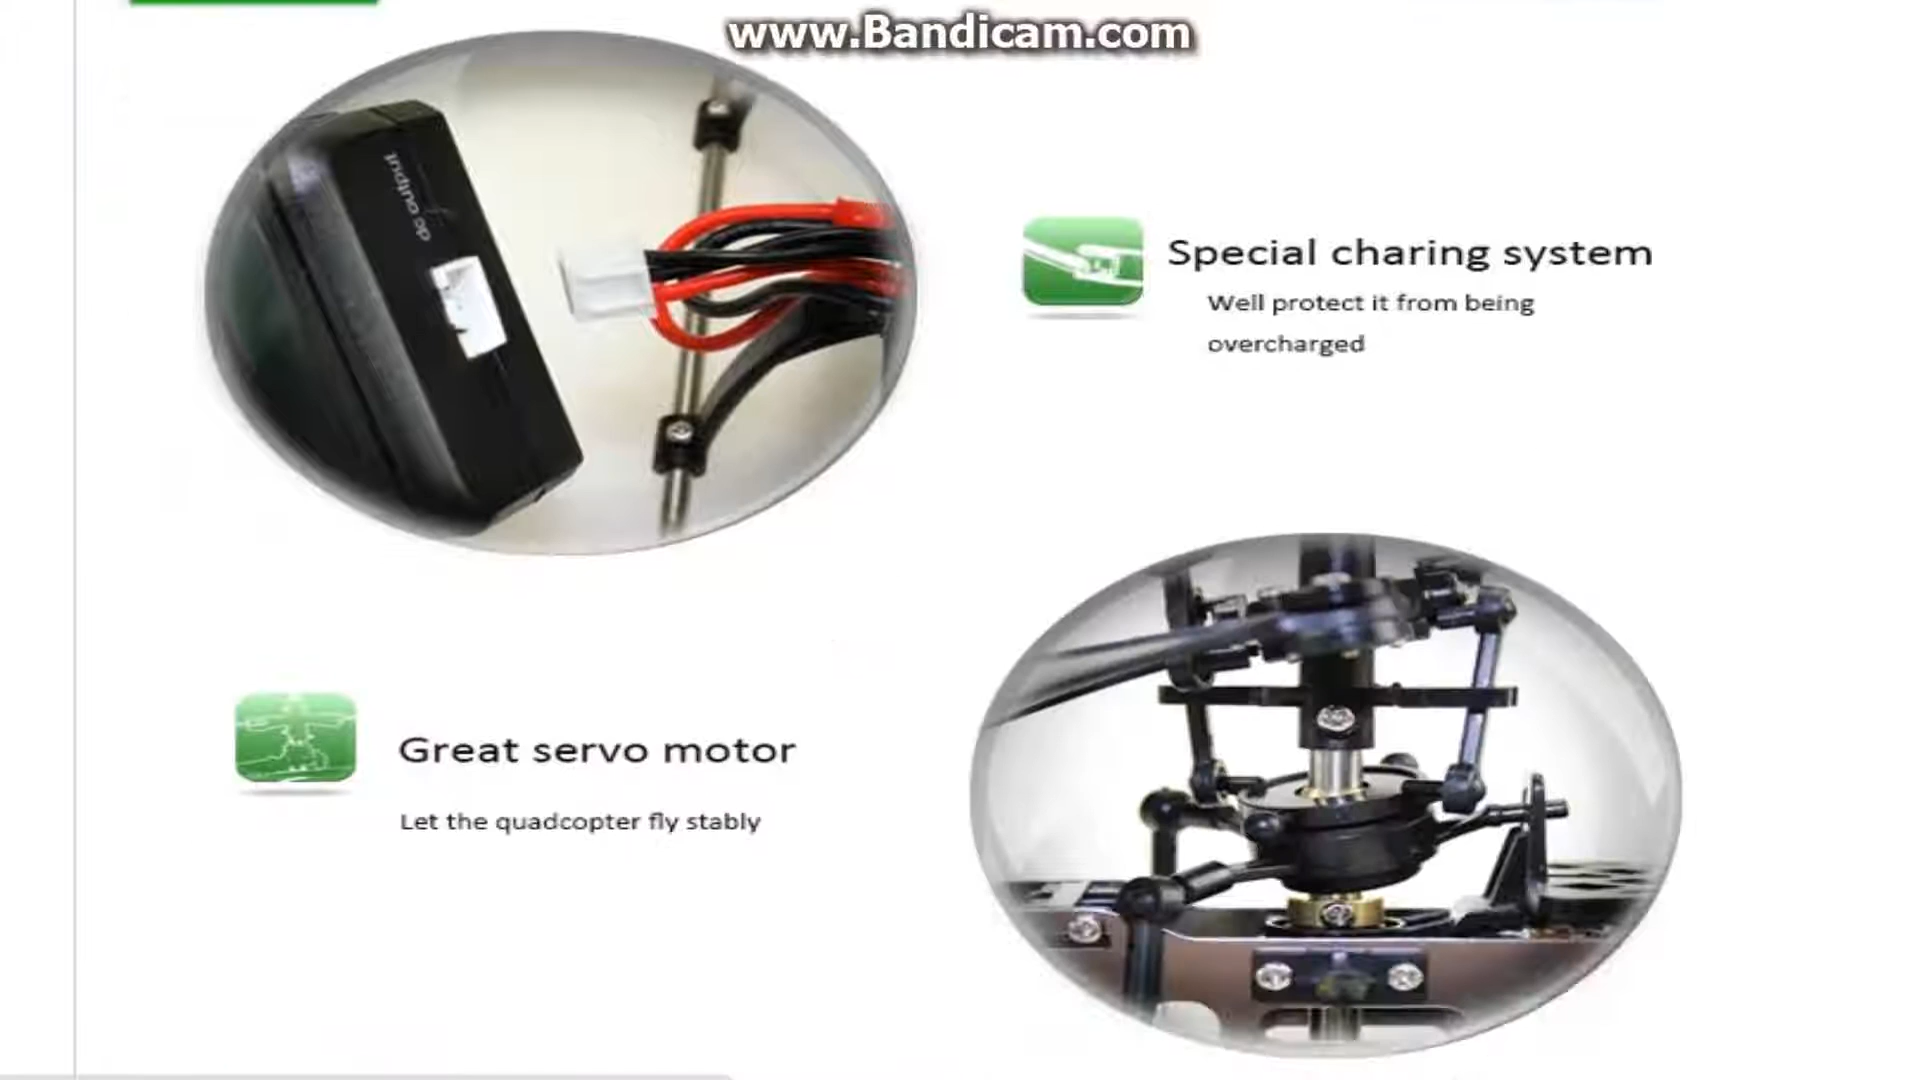 www.Bandicam.com
dc output
Special charing system
Well protect it from being
overcharged
Great servo motor
Let the quadcopter fly stably